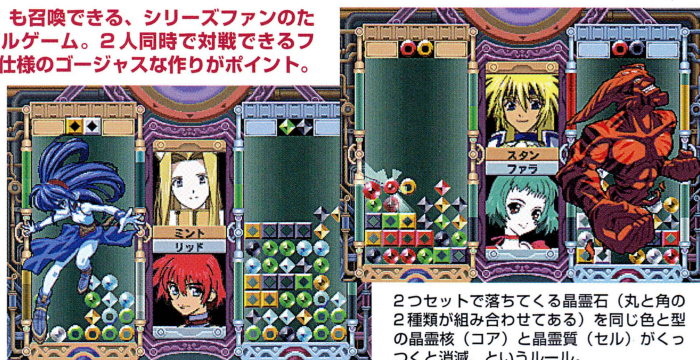 も召喚できる、シリーズファンのた
ルゲーム。2人同時で対戦できるフ
仕様のゴージャスな作りがポイント。
スタン
ファラ
ミント
リッド
2つセットで落ちてくる晶霊石（丸と角の
2種類が組み合わせてある）を同じ色と型
の晶霊核（コア）と晶霊質（セル）がくっ
つくと消滅、というルール。